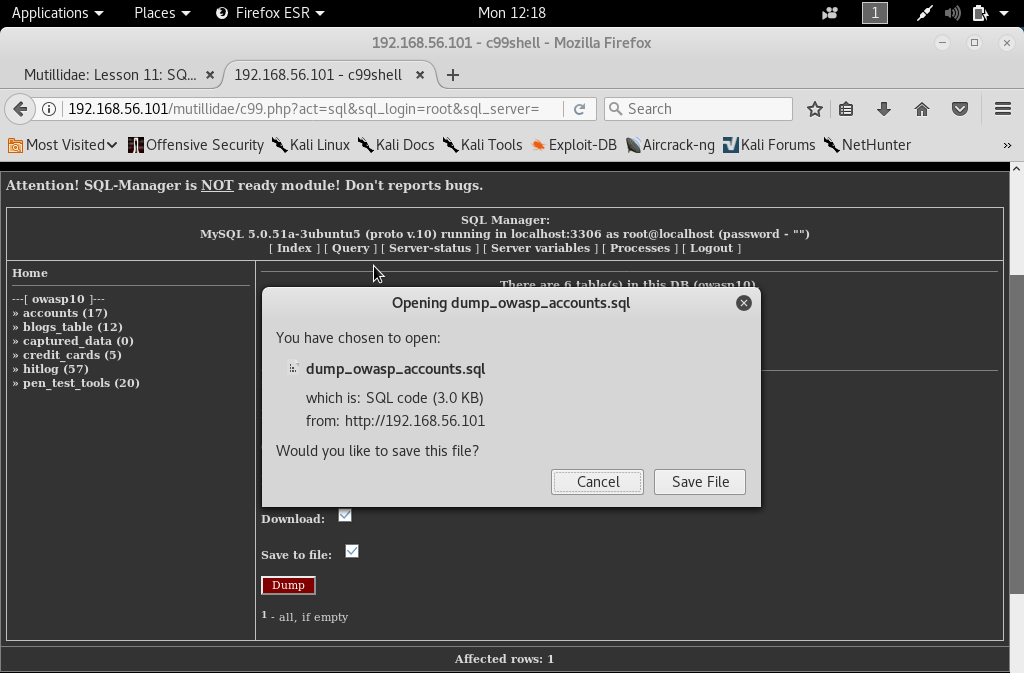 Applications Places Firefox ESR Mon 12:18 1
192.168.56.101 - c99shell - Mozilla Firefox
Mutillidae: Lesson 11: SQ... 192.168.56.101 - c99shell
192.168.56.101/mutillidae/c99.php?act=sql&sql_login=root&sql_server= Search
Most Visited Offensive Security Kali Linux Kali Docs Kali Tools Exploit-DB Aircrack-ng Kali Forums NetHunter »
Attention! SQL-Manager is NOT ready module! Don't reports bugs.
SQL Manager:
MySQL 5.0.51a-3ubuntu5 (proto v.10) running in localhost:3306 as root@localhost (password - "")
[ Index ] [ Query ] [ Server-status ] [ Server variables ] [ Processes ] [ Logout ]
Home
---[ owasp10 ]---
» accounts (17)
» blogs_table (12)
» captured_data (0)
» credit_cards (5)
» hitlog (57)
» pen_test_tools (20)
There are 6 table(s) in this DB (owasp10).
Opening dump_owasp_accounts.sql
You have chosen to open:
dump_owasp_accounts.sql
which is: SQL code (3.0 KB)
from: http://192.168.56.101
Would you like to save this file?
Cancel Save File
Download:
Save to file:
Dump
1 - all, if empty
Affected rows: 1